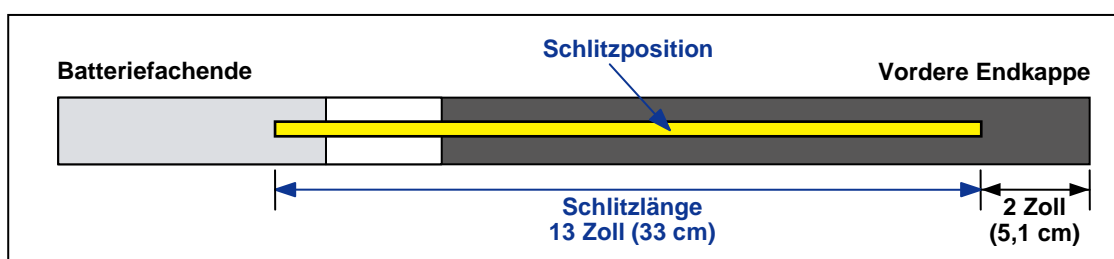 Schlitzposition
Batteriefachende
Vordere Endkappe
Schlitzlänge
13 Zoll (33 cm)
2 Zoll
(5,1 cm)